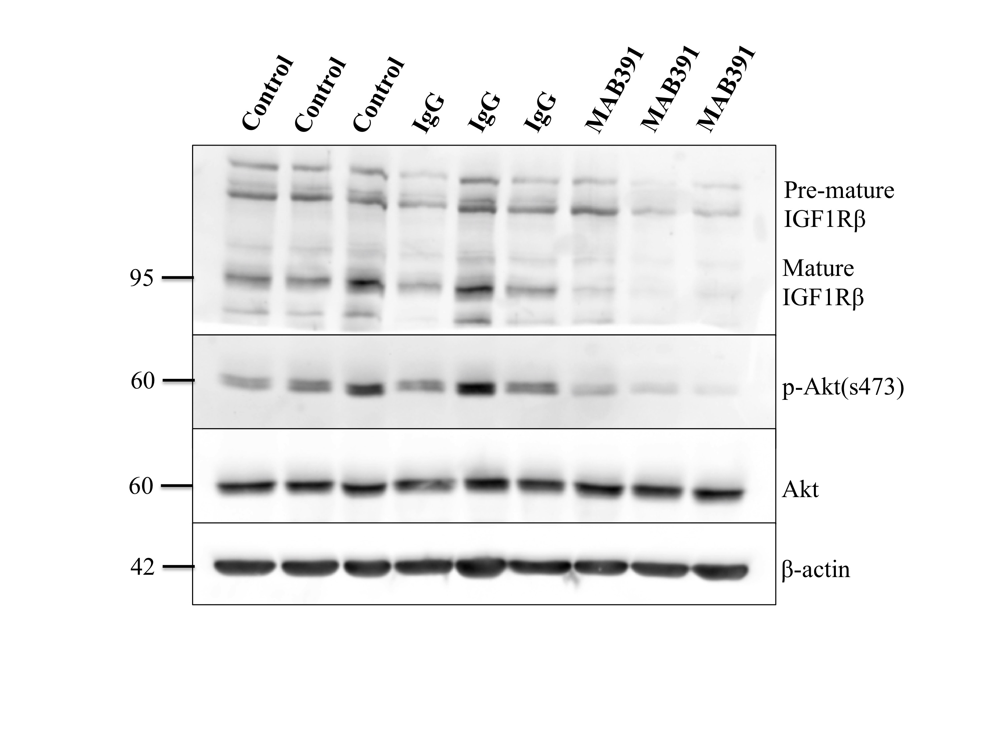 Control
Control
Control
IgG
IgG
IgG
MAB391
MAB391
MAB391
Pre-mature
IGF1Rβ
Mature
IGF1Rβ
95
60
p-Akt(s473)
60
Akt
42
β-actin